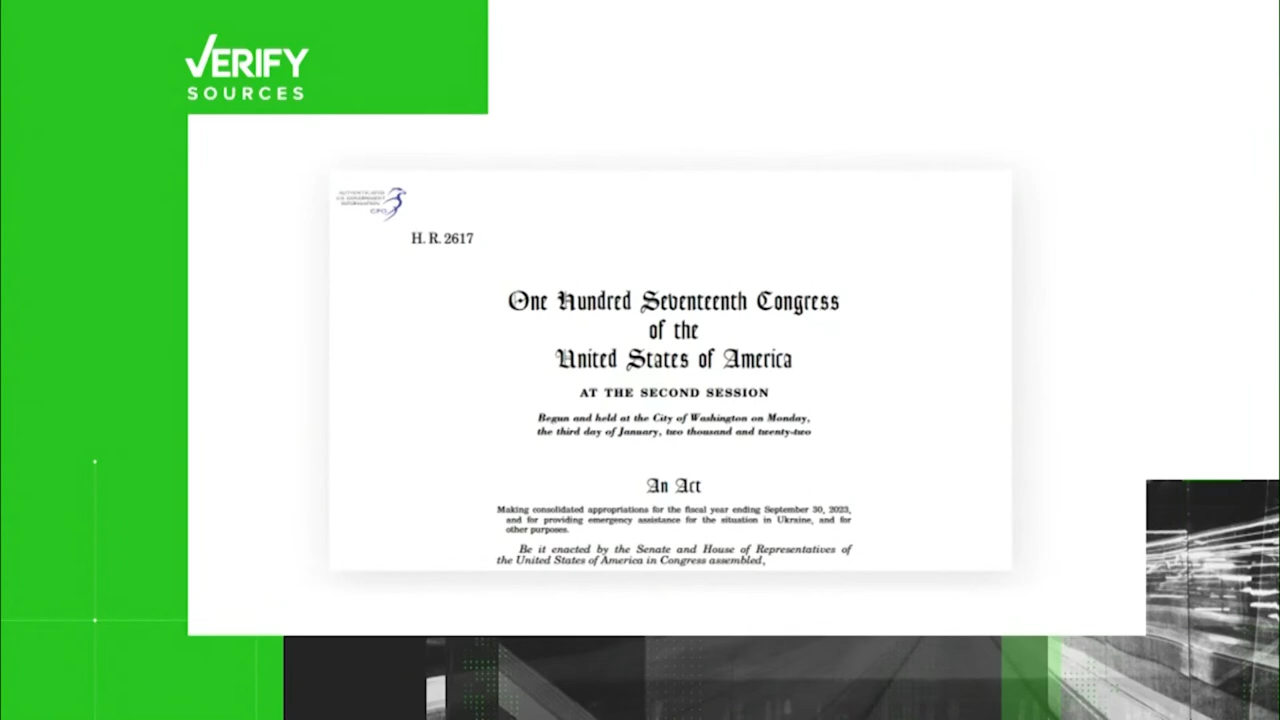 VERIFY
SOURCES
AUTHENTICATED
U.S. GOVERNMENT
INFORMATION
GPO
H. R. 2617
One Hundred Seventeenth Congress
of the
United States of America
AT THE SECOND SESSION
Begun and held at the City of Washington on Monday,
the third day of January, two thousand and twenty-two
An Act
Making consolidated appropriations for the fiscal year ending September 30, 2023,
and for providing emergency assistance for the situation in Ukraine, and for
other purposes.
Be it enacted by the Senate and House of Representatives of
the United States of America in Congress assembled,